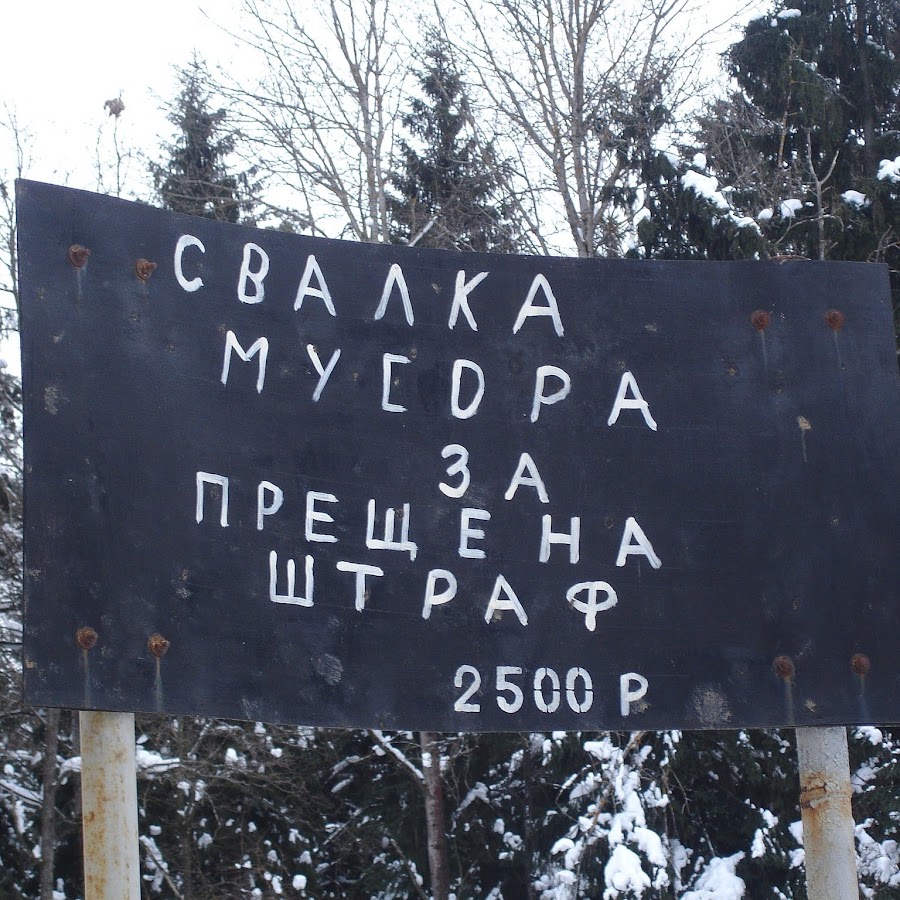 СВАЛКА
МУСОРА
ЗА
ПРЕЩЕНА
ШТРАФ
2500 Р